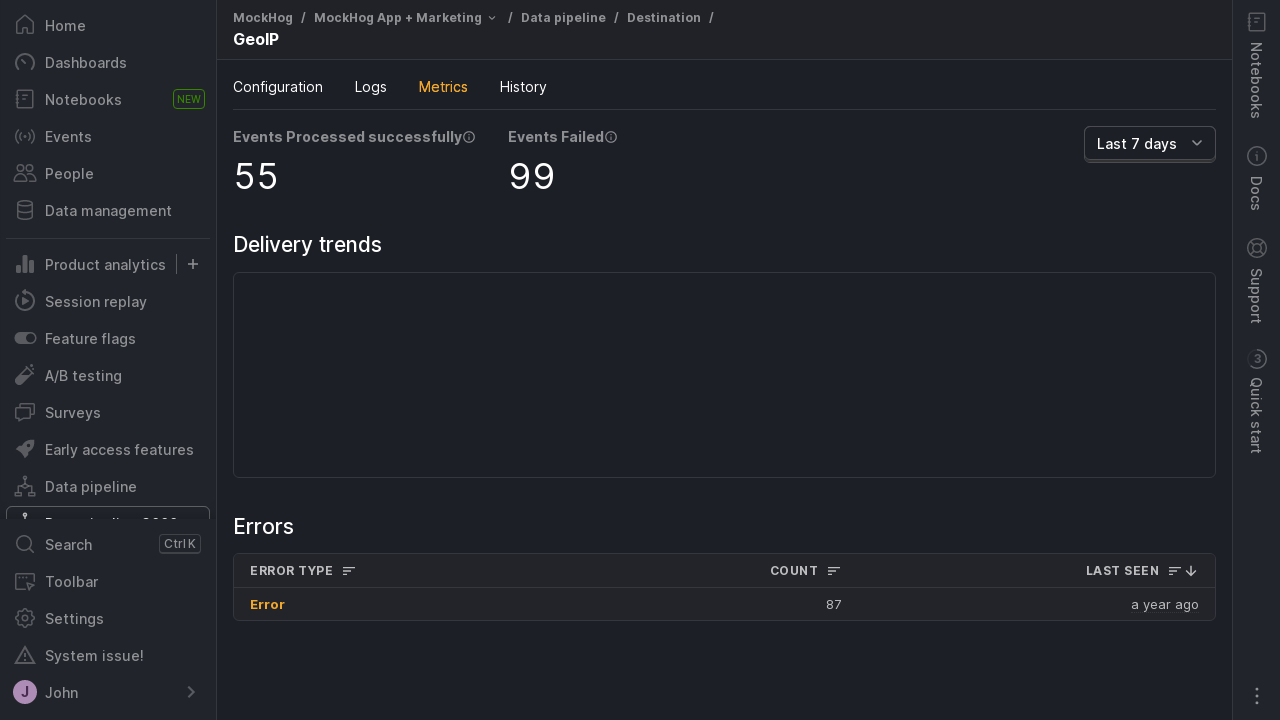 Home
Dashboards
Notebooks NEW
Events
People
Data management
Product analytics
Session replay
Feature flags
A/B testing
Surveys
Early access features
Data pipeline
Search Ctrl K
Toolbar
Settings
System issue!
J John
MockHog / MockHog App + Marketing / Data pipeline / Destination /
GeoIP
Configuration Logs Metrics History
Events Processed successfully Events Failed
55 99
Last 7 days
Delivery trends
Errors
ERROR TYPE COUNT LAST SEEN
Error 87 a year ago
Notebooks
Docs
Support
3 Quick start